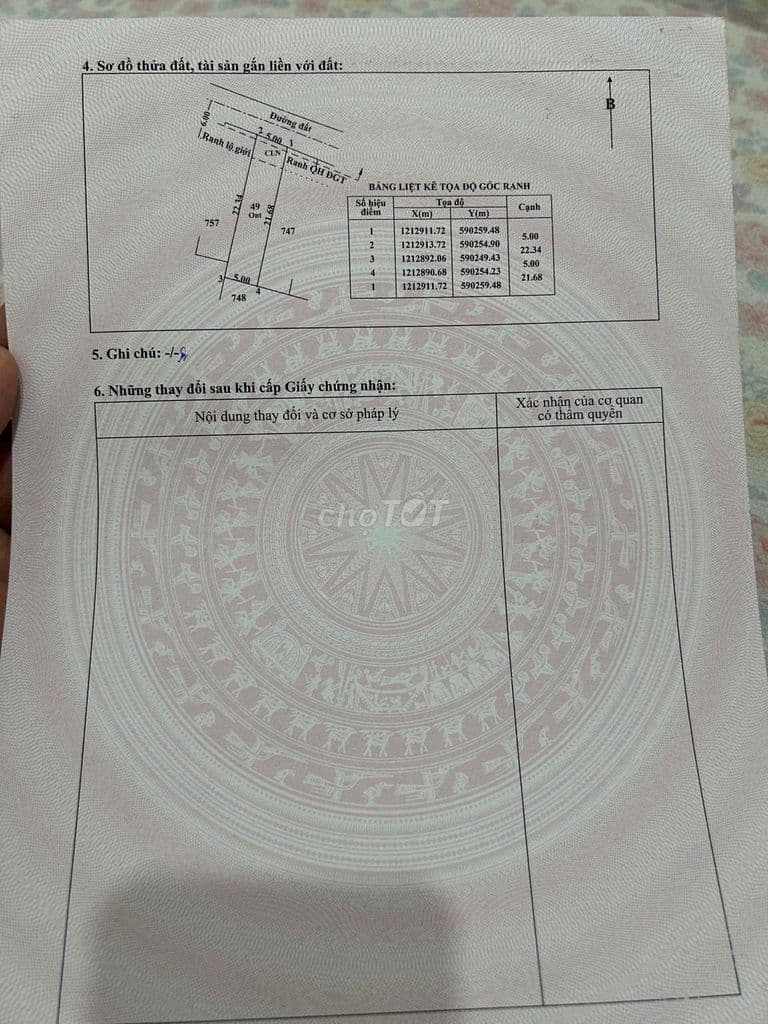 4. Sơ đồ thửa đất, tài sản gắn liền với đất:
B
Đường đất
6.00
2 5.00 1
Ranh lộ giới
CLN
Ranh QH ĐGT
22.34
49
Ont
21.68
757
747
3 5.00 4
748
BẢNG LIỆT KÊ TỌA ĐỘ GÓC RANH
Số hiệu điểm Tọa độ Cạnh
X(m) Y(m)
1 1212911.72 590259.48
5.00
2 1212913.72 590254.90
22.34
3 1212892.06 590249.43
5.00
4 1212890.68 590254.23
21.68
1 1212911.72 590259.48
5. Ghi chú: -/-
6. Những thay đổi sau khi cấp Giấy chứng nhận:
Nội dung thay đổi và cơ sở pháp lý
Xác nhận của cơ quan
có thẩm quyền
choTỐT